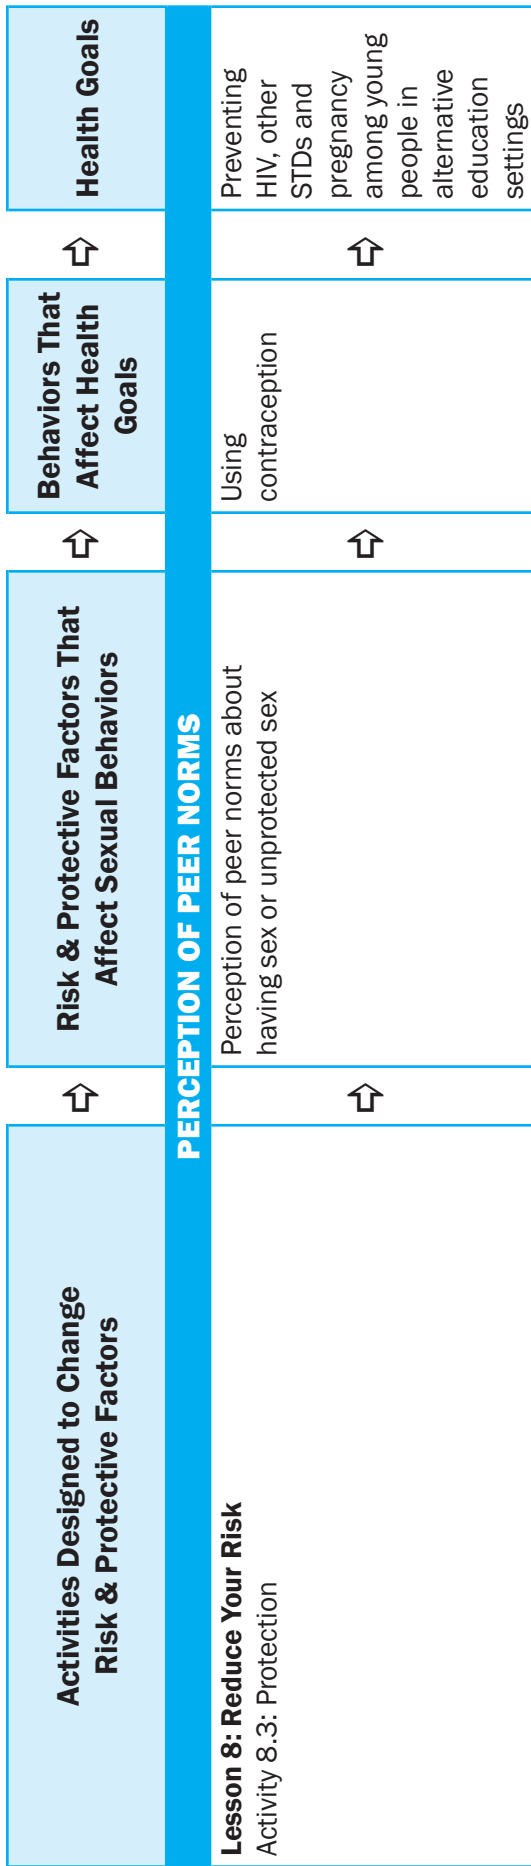 Activities Designed to Change
Risk & Protective Factors
Risk & Protective Factors That
Affect Sexual Behaviors
Behaviors That
Affect Health
Goals
Health Goals
PERCEPTION OF PEER NORMS
Lesson 8: Reduce Your Risk
Activity 8.3: Protection
Perception of peer norms about
having sex or unprotected sex
Using
contraception
Preventing
HIV, other
STDs and
pregnancy
among young
people in
alternative
education
settings